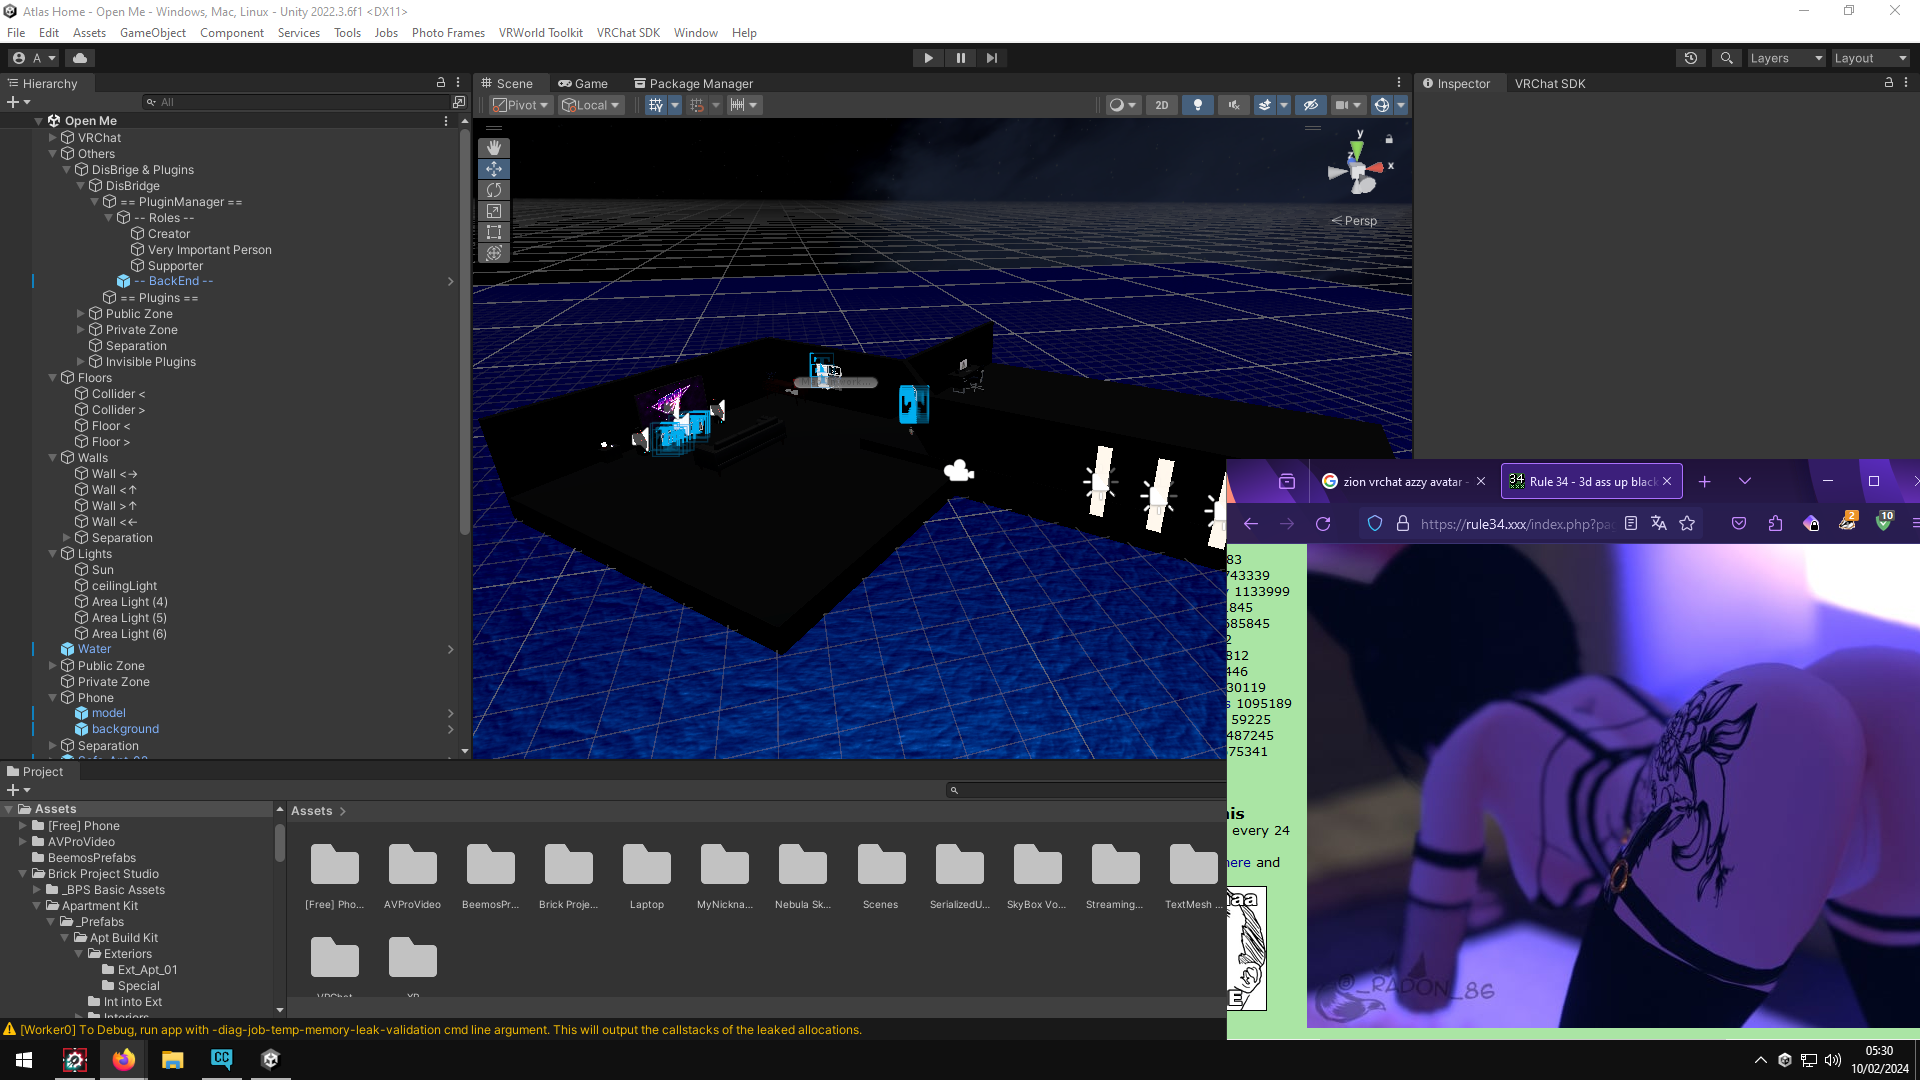 Atlas Home - Open Me - Windows, Mac, Linux - Unity 2022.3.6f1 <DX11>
File Edit Assets GameObject Component Services Tools Jobs Photo Frames VRWorld Toolkit VRChat SDK Window Help
A
Layers
Layout
Hierarchy
All
Open Me
VRChat
Others
DisBrige & Plugins
DisBridge
== PluginManager ==
-- Roles --
Creator
Very Important Person
Supporter
-- BackEnd --
== Plugins ==
Public Zone
Private Zone
Separation
Invisible Plugins
Floors
Collider <
Collider >
Floor <
Floor >
Walls
Wall <→
Wall <↑
Wall >↑
Wall <←
Separation
Lights
Sun
ceilingLight
Area Light (4)
Area Light (5)
Area Light (6)
Water
Public Zone
Private Zone
Phone
model
background
Separation
Scene
Game
Package Manager
Pivot
Local
2D
y
x
z
Persp
Inspector
VRChat SDK
zion vrchat azzy avatar -
Rule 34 - 3d ass up black
https://rule34.xxx/index.php?pa
2
10
83
743339
1133999
845
585845
2
812
446
30119
s 1095189
59225
487245
75341
his
every 24
here and
aa
E
@_RADON_86
Project
Assets
[Free] Phone
AVProVideo
BeemosPrefabs
Brick Project Studio
_BPS Basic Assets
Apartment Kit
_Prefabs
Apt Build Kit
Exteriors
Ext_Apt_01
Special
Int into Ext
Interiors
Assets
[Free] Pho...
AVProVideo
BeemosPr...
Brick Proje...
Laptop
MyNickna...
Nebula Sk...
Scenes
SerializedU...
SkyBox Vo...
Streaming...
TextMesh ...
VRChat
XR
[Worker0] To Debug, run app with -diag-job-temp-memory-leak-validation cmd line argument. This will output the callstacks of the leaked allocations.
CC
05:30
10/02/2024